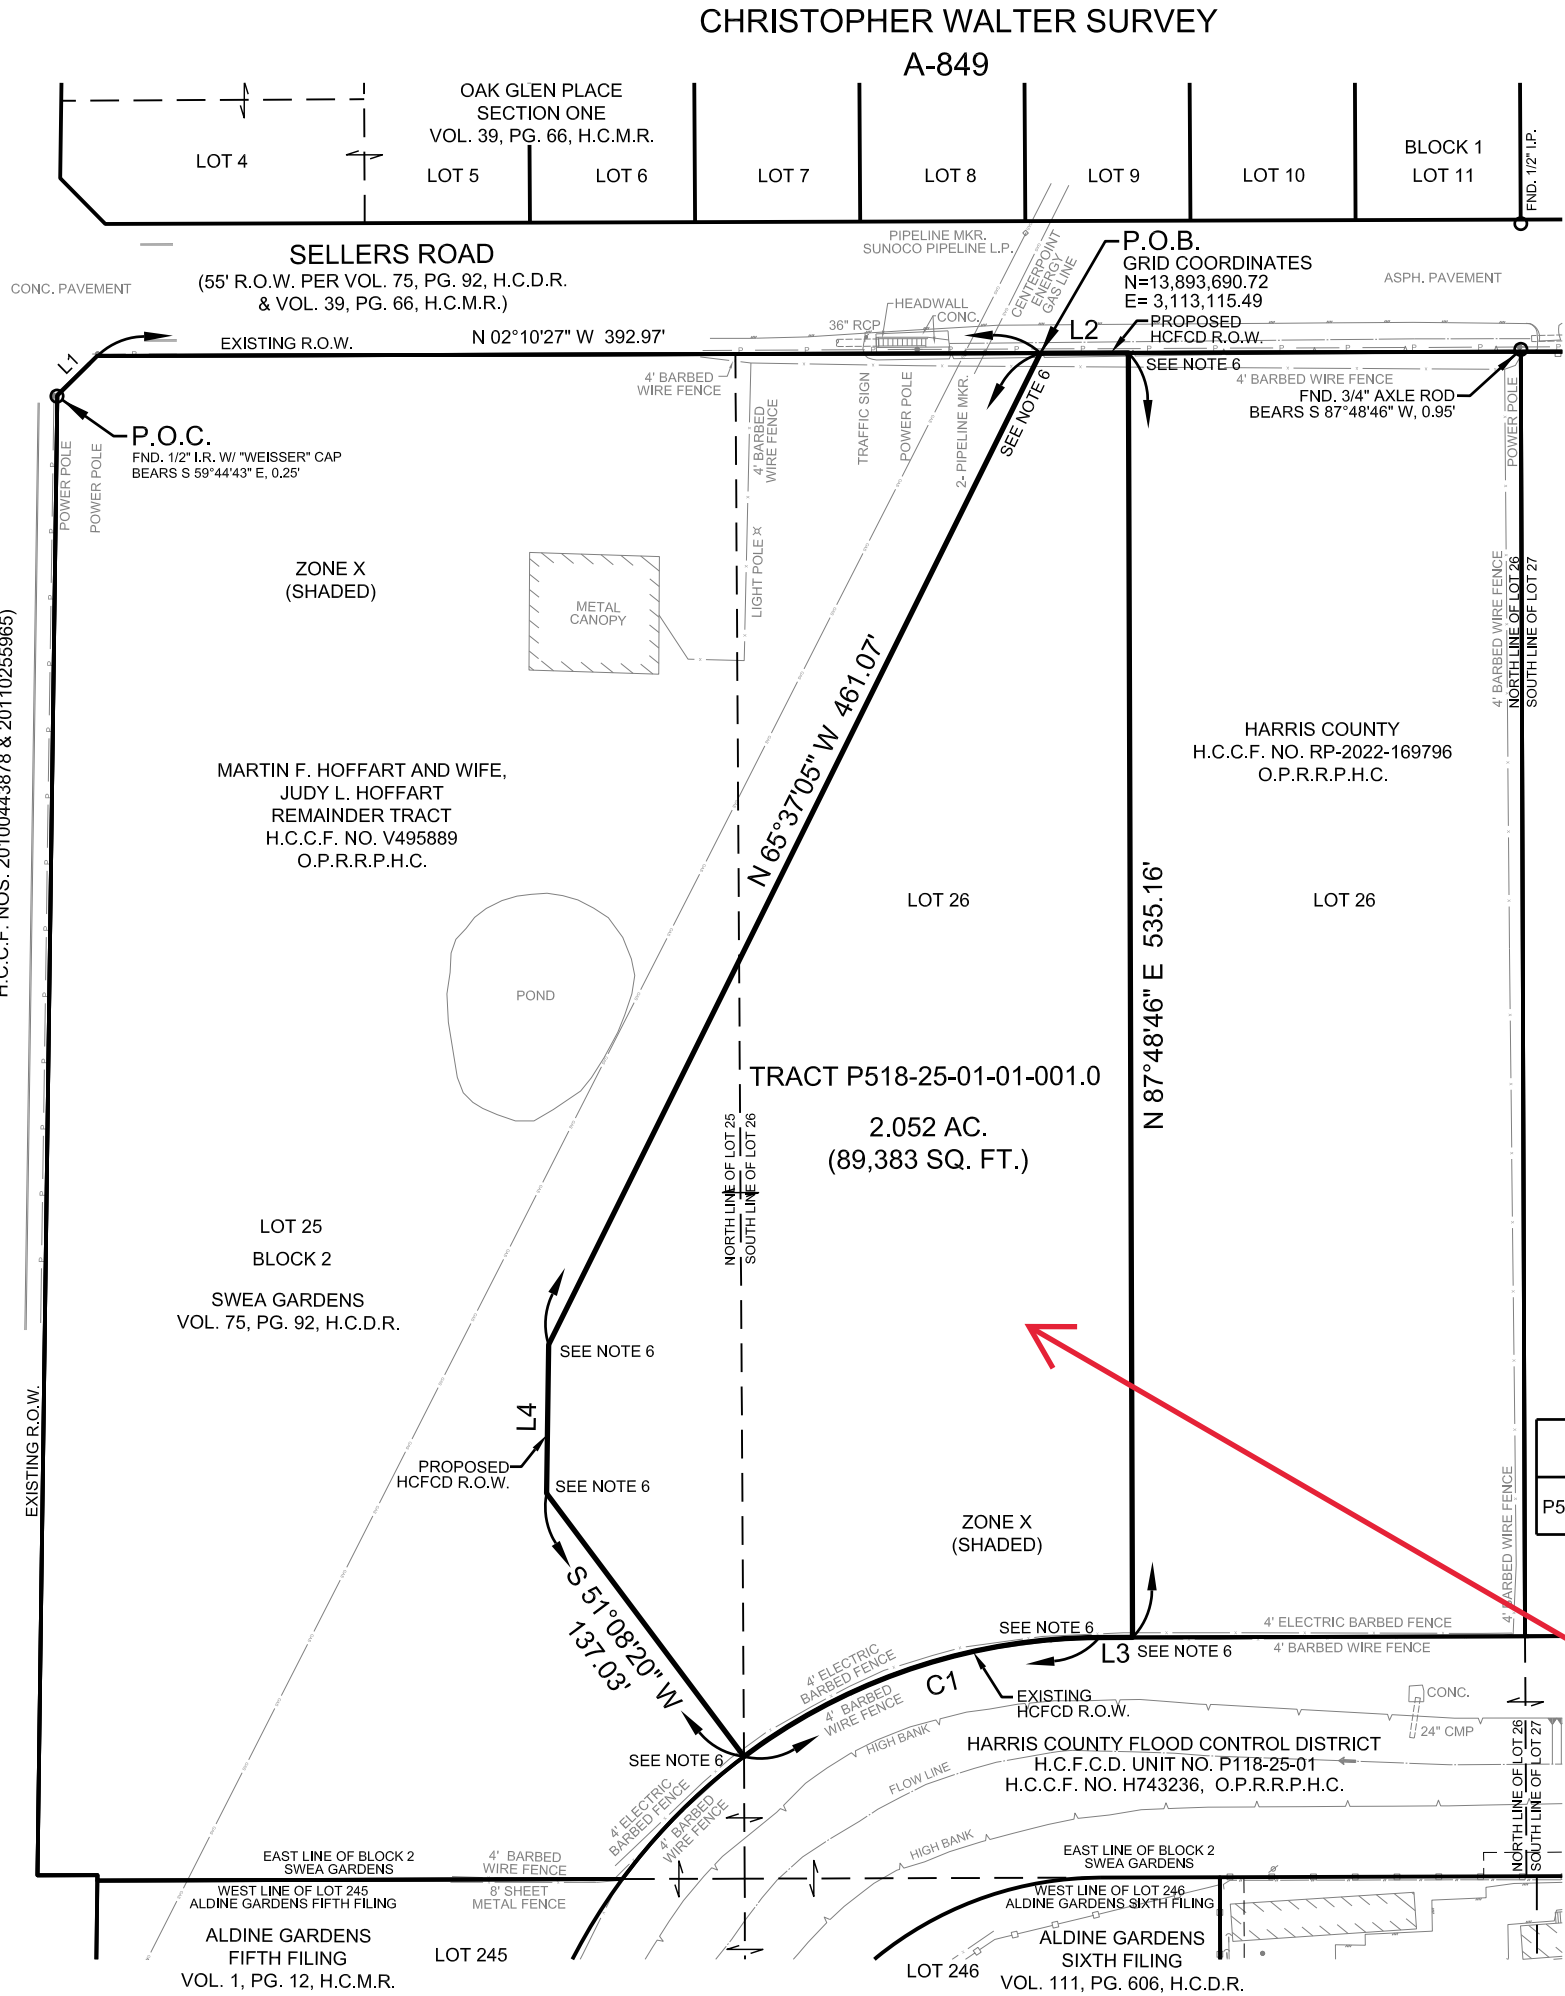 CHRISTOPHER WALTER SURVEY
A-849
OAK GLEN PLACE
SECTION ONE
VOL. 39, PG. 66, H.C.M.R.
LOT 4
LOT 5
LOT 6
LOT 7
LOT 8
LOT 9
LOT 10
BLOCK 1
LOT 11
FND. 1/2" I.P.
SELLERS ROAD
(55' R.O.W. PER VOL. 75, PG. 92, H.C.D.R.
& VOL. 39, PG. 66, H.C.M.R.)
CONC. PAVEMENT
PIPELINE MKR.
SUNOCO PIPELINE L.P.
CENTERPOINT
ENERGY
GAS LINE
P.O.B.
GRID COORDINATES
N=13,893,690.72
E= 3,113,115.49
ASPH. PAVEMENT
HEADWALL
CONC.
36" RCP
L1
EXISTING R.O.W.
N 02°10'27" W 392.97'
L2
PROPOSED
HCFCD R.O.W.
SEE NOTE 6
4' BARBED
WIRE FENCE
4' BARBED WIRE FENCE
FND. 3/4" AXLE ROD
BEARS S 87°48'46" W, 0.95'
P.O.C.
FND. 1/2" I.R. W/ "WEISSER" CAP
BEARS S 59°44'43" E, 0.25'
POWER POLE
POWER POLE
4' BARBED
WIRE FENCE
TRAFFIC SIGN
POWER POLE
2- PIPELINE MKR.
SEE NOTE 6
POWER POLE
LIGHT POLE
ZONE X
(SHADED)
METAL
CANOPY
4' BARBED WIRE FENCE
NORTH LINE OF LOT 26
SOUTH LINE OF LOT 27
H.C.C.F. NOS. 20100443878 & 20110255965)
N 65°37'05" W 461.07'
MARTIN F. HOFFART AND WIFE,
JUDY L. HOFFART
REMAINDER TRACT
H.C.C.F. NO. V495889
O.P.R.R.P.H.C.
HARRIS COUNTY
H.C.C.F. NO. RP-2022-169796
O.P.R.R.P.H.C.
LOT 26
LOT 26
N 87°48'46" E 535.16'
POND
TRACT P518-25-01-01-001.0
2.052 AC.
(89,383 SQ. FT.)
NORTH LINE OF LOT 25
SOUTH LINE OF LOT 26
LOT 25
BLOCK 2
SWEA GARDENS
VOL. 75, PG. 92, H.C.D.R.
SEE NOTE 6
L4
PROPOSED
HCFCD R.O.W.
SEE NOTE 6
EXISTING R.O.W.
P5
ZONE X
(SHADED)
4' BARBED WIRE FENCE
S 51°08'20" W
137.03'
SEE NOTE 6
4' ELECTRIC BARBED FENCE
L3
SEE NOTE 6
4' BARBED WIRE FENCE
4' ELECTRIC
BARBED FENCE
C1
4' BARBED
WIRE FENCE
EXISTING
HCFCD R.O.W.
CONC.
24" CMP
HIGH BANK
SEE NOTE 6
HARRIS COUNTY FLOOD CONTROL DISTRICT
H.C.F.C.D. UNIT NO. P118-25-01
H.C.C.F. NO. H743236, O.P.R.R.P.H.C.
FLOW LINE
4' ELECTRIC
BARBED FENCE
4' BARBED
WIRE FENCE
HIGH BANK
NORTH LINE OF LOT 26
SOUTH LINE OF LOT 27
EAST LINE OF BLOCK 2
SWEA GARDENS
4' BARBED
WIRE FENCE
EAST LINE OF BLOCK 2
SWEA GARDENS
WEST LINE OF LOT 245
ALDINE GARDENS FIFTH FILING
8' SHEET
METAL FENCE
WEST LINE OF LOT 246
ALDINE GARDENS SIXTH FILING
ALDINE GARDENS
FIFTH FILING
VOL. 1, PG. 12, H.C.M.R.
LOT 245
LOT 246
ALDINE GARDENS
SIXTH FILING
VOL. 111, PG. 606, H.C.D.R.